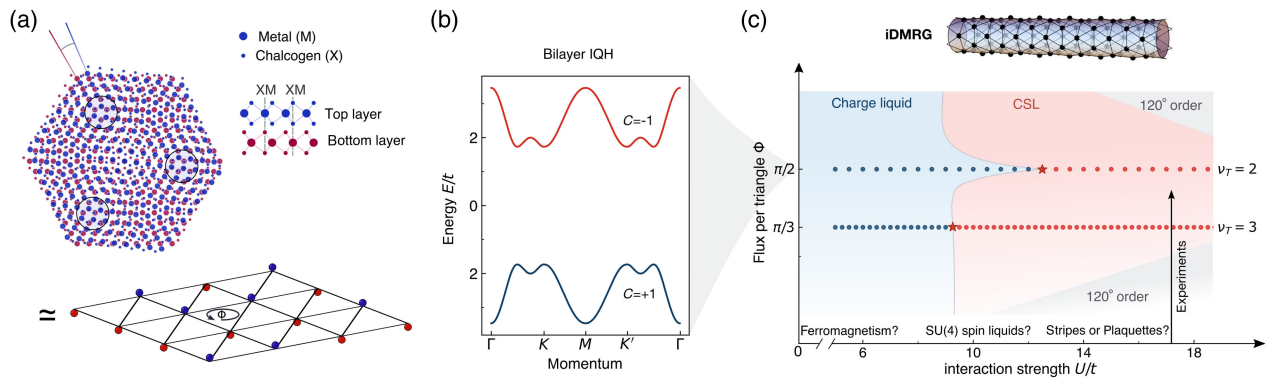 (a)
Metal (M)
Chalcogen (X)
XM XM
Top layer
Bottom layer
≃
Φ
(b)
Bilayer IQH
Energy E/t
2
0
2
C=-1
C=+1
Γ K M K′ Γ
Momentum
(c)
iDMRG
Flux per triangle Φ
π/2
π/3
Charge liquid
CSL
120° order
ν_T = 2
ν_T = 3
120° order
Experiments
Ferromagnetism?
SU(4) spin liquids?
Stripes or Plaquettes?
0 6 10 14 18
interaction strength U/t